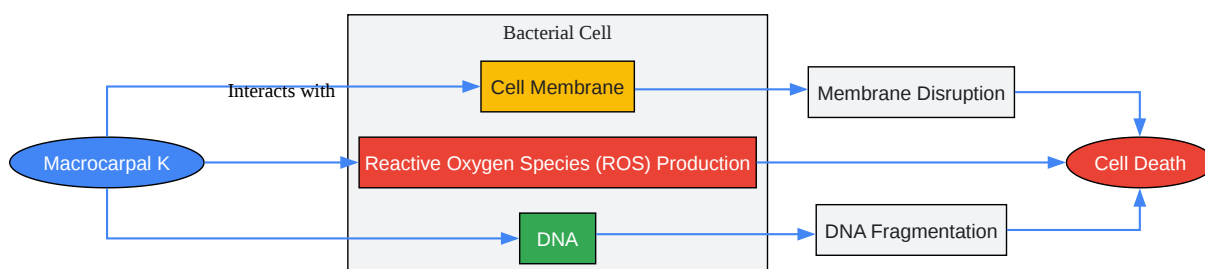 Bacterial Cell
Interacts with
Cell Membrane
Membrane Disruption
Macrocarpal K
Reactive Oxygen Species (ROS) Production
Cell Death
DNA
DNA Fragmentation